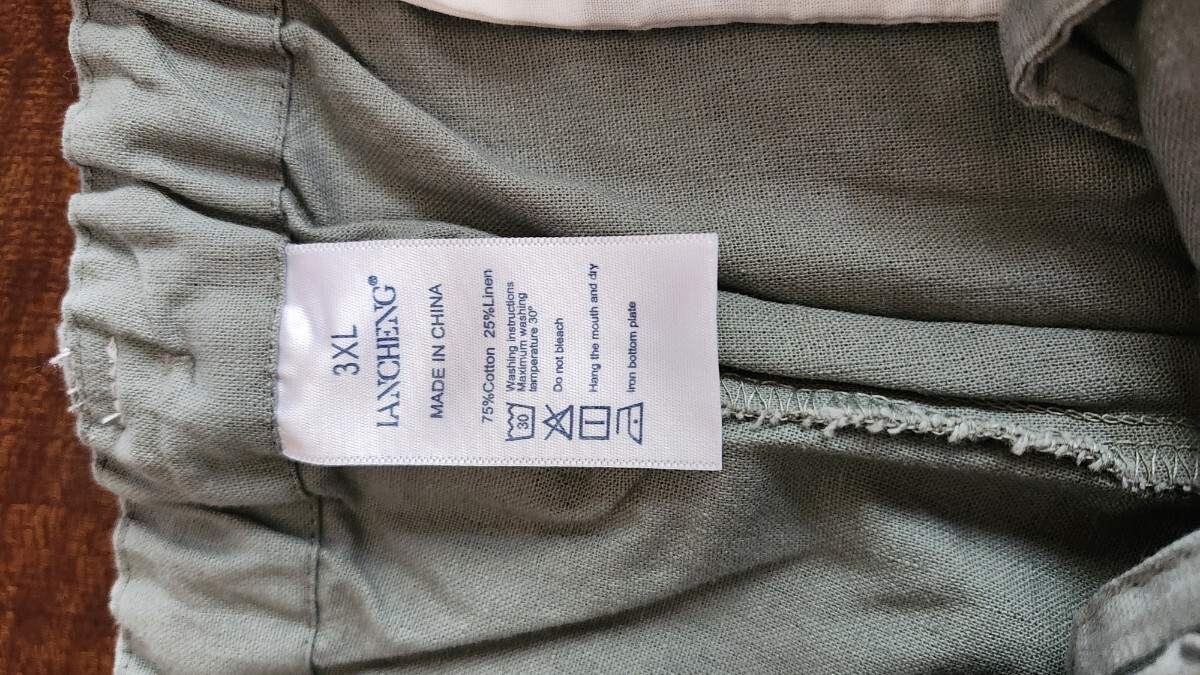 3XL
IANCHENG®
MADE IN CHINA
75%Cotton 25%Linen
Washing instructions
Maximum washing
temperature 30°
30
Do not bleach
Hang the mouth and dry
Iron bottom plate